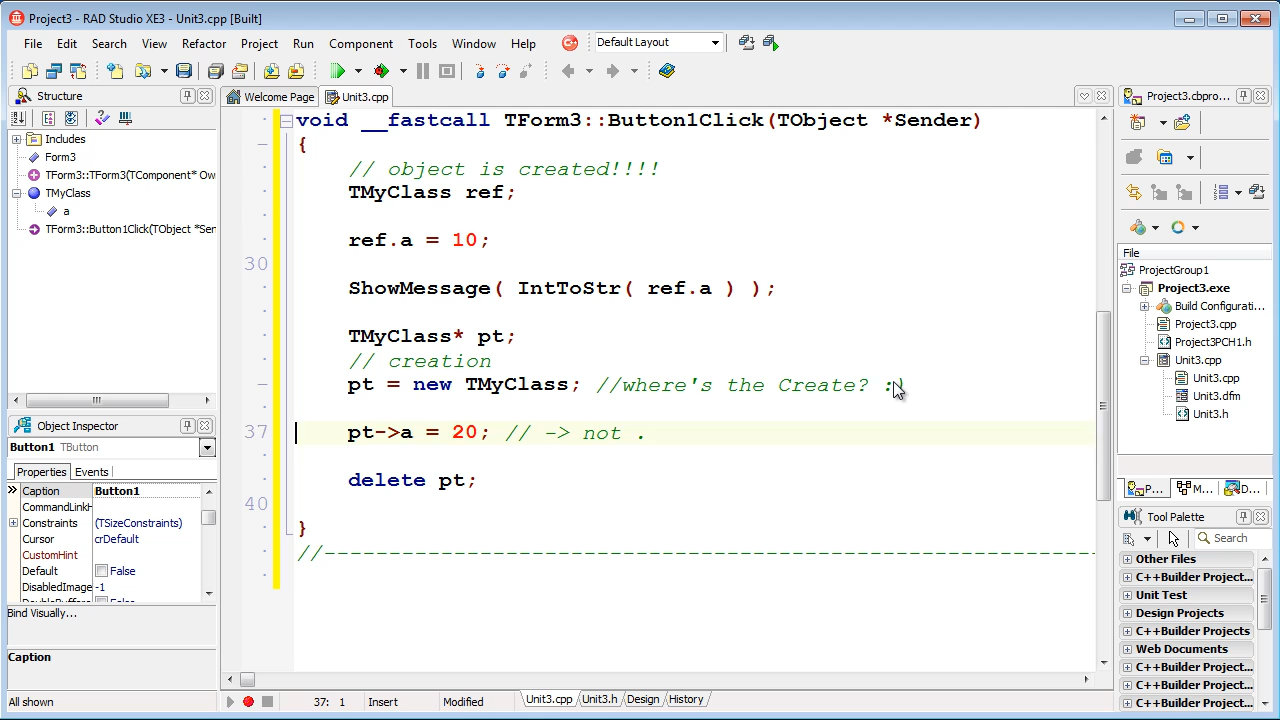 Project3 - RAD Studio XE3 - Unit3.cpp [Built]
File Edit Search View Refactor Project Run Component Tools Window Help Default Layout
Structure
Includes
Form3
TForm3::TForm3(TComponent* Ow
TMyClass
a
TForm3::Button1Click(TObject *Sen
Object Inspector
Button1 TButton
Properties Events
Caption Button1
CommandLinkH
Constraints (TSizeConstraints)
Cursor crDefault
CustomHint
Default False
DisabledImage -1
Bind Visually...
Caption
All shown
Welcome Page Unit3.cpp
void __fastcall TForm3::Button1Click(TObject *Sender)
{
// object is created!!!!
TMyClass ref;
ref.a = 10;
30
ShowMessage( IntToStr( ref.a ) );
TMyClass* pt;
// creation
pt = new TMyClass; //where's the Create? :)
37 pt->a = 20; // -> not .
delete pt;
40
}
//------------------------------------------------------------
37: 1 Insert Modified Unit3.cpp Unit3.h Design History
Project3.cbpro...
File
ProjectGroup1
Project3.exe
Build Configuratio...
Project3.cpp
Project3PCH1.h
Unit3.cpp
Unit3.cpp
Unit3.dfm
Unit3.h
P... M... D...
Tool Palette
Search
Other Files
C++Builder Project...
Unit Test
Design Projects
C++Builder Projects
Web Documents
C++Builder Project...
C++Builder Project...
C++Builder Project...